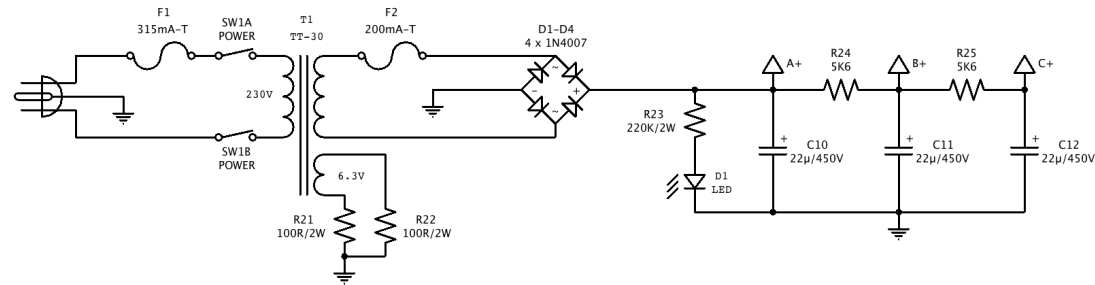 F1
315mA-T
SW1A
POWER
T1
TT-30
F2
200mA-T
D1-D4
4 x 1N4007
230V
~
-
+
~
SW1B
POWER
6.3V
R21
100R/2W
R22
100R/2W
R23
220K/2W
D1
LED
A+
R24
5K6
B+
R25
5K6
C+
+
C10
22µ/450V
+
C11
22µ/450V
+
C12
22µ/450V